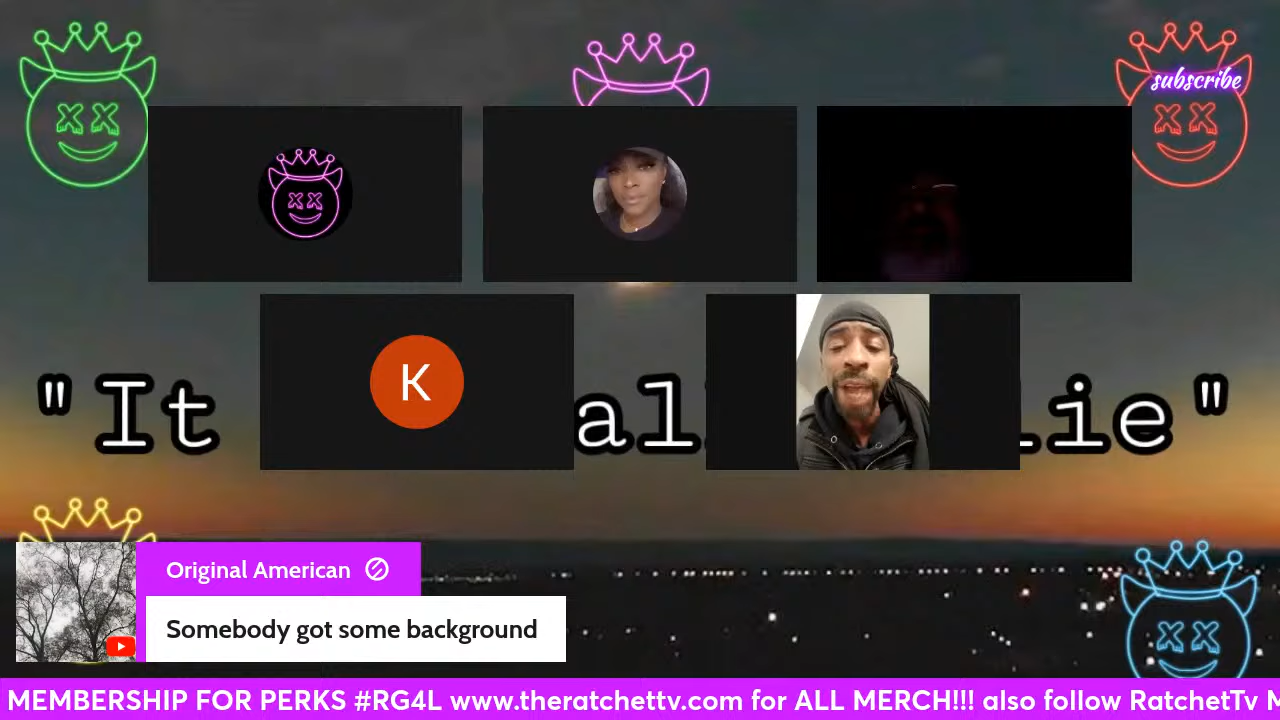 subscribe
K
"It al lie"
Original American
Somebody got some background
MEMBERSHIP FOR PERKS #RG4L www.theratchettv.com for ALL MERCH!!! also follow RatchetTv M